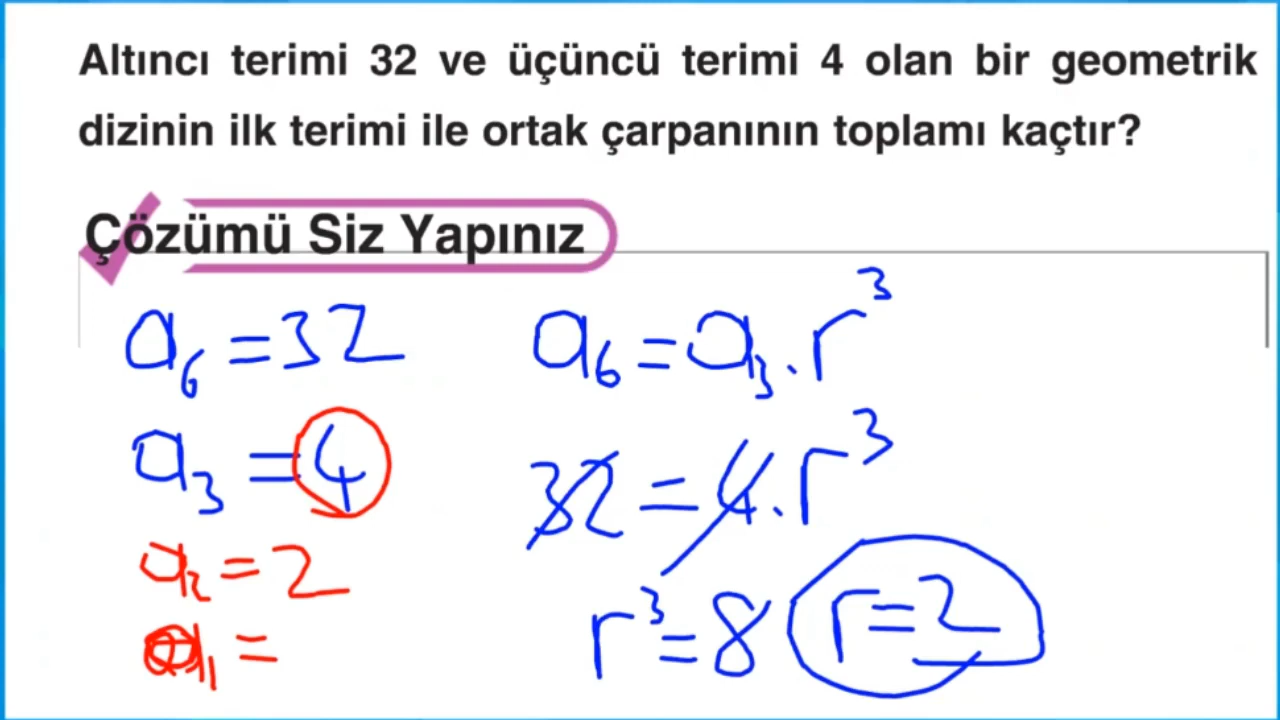 Altıncı terimi 32 ve üçüncü terimi 4 olan bir geometrik
dizinin ilk terimi ile ortak çarpanının toplamı kaçtır?
Çözümü Siz Yapınız
a₆ = 32
a₃ = 4
a₂ = 2
a₁ =
a₆ = a₃ . r³
32 = 4 . r³
r³ = 8 r = 2